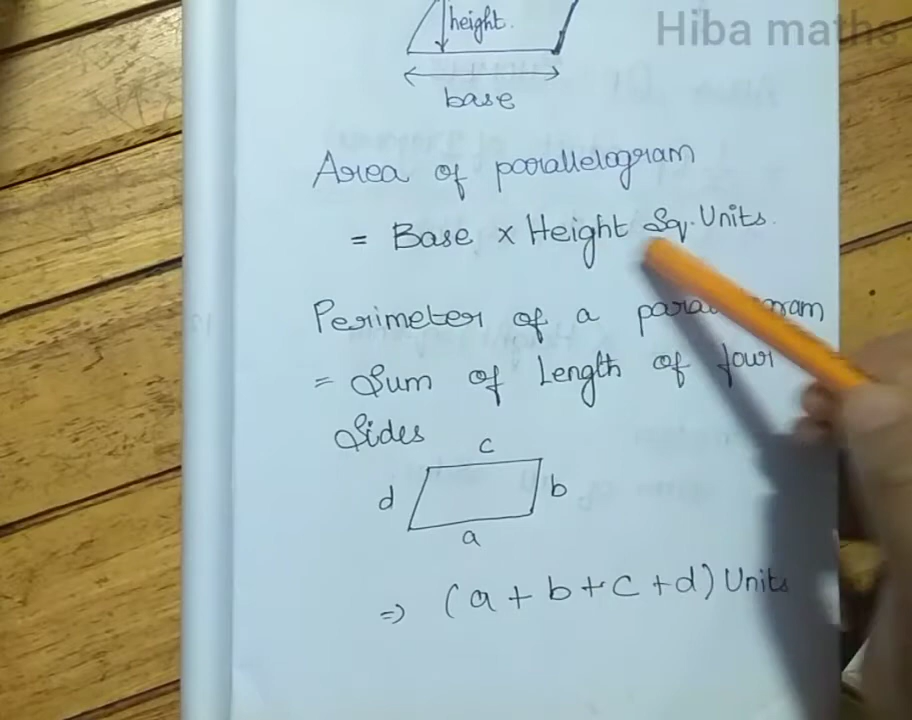 height.
Hiba maths
base
Area of parallelogram
= Base × Height Sq. Units.
Perimeter of a
= Sum of Length of four
Sides
c
d
b
a
⇒ (a + b + c + d) Units